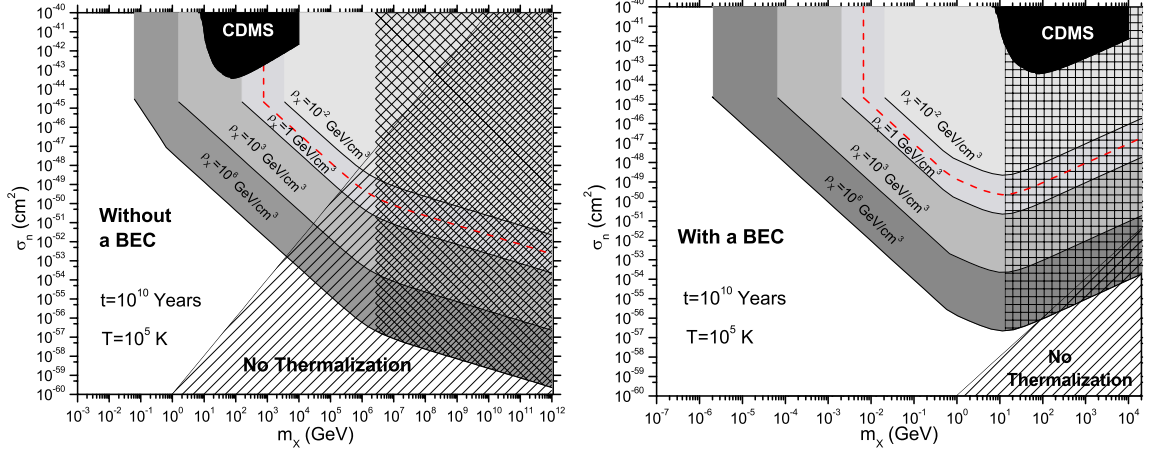 10^-40
10^-41
10^-42
10^-43
10^-44
10^-45
10^-46
10^-47
10^-48
10^-49
10^-50
10^-51
10^-52
10^-53
10^-54
10^-55
10^-56
10^-57
10^-58
10^-59
10^-60
σn (cm²)
CDMS
ρX=10^-2 GeV/cm³
ρX=1 GeV/cm³
ρX=10³ GeV/cm³
ρX=10⁶ GeV/cm³
Without
a BEC
t=10^10 Years
T=10^5 K
No Thermalization
10^-3 10^-2 10^-1 10^0 10^1 10^2 10^3 10^4 10^5 10^6 10^7 10^8 10^9 10^10 10^11 10^12
mX (GeV)
10^-40
10^-41
10^-42
10^-43
10^-44
10^-45
10^-46
10^-47
10^-48
10^-49
10^-50
10^-51
10^-52
10^-53
10^-54
10^-55
10^-56
10^-57
10^-58
10^-59
10^-60
σn (cm²)
CDMS
ρX=10^-2 GeV/cm³
ρX=1 GeV/cm³
ρX=10³ GeV/cm³
ρX=10⁶ GeV/cm³
With a BEC
t=10^10 Years
T=10^5 K
No
Thermalization
10^-7 10^-6 10^-5 10^-4 10^-3 10^-2 10^-1 10^0 10^1 10^2 10^3 10^4
mX (GeV)